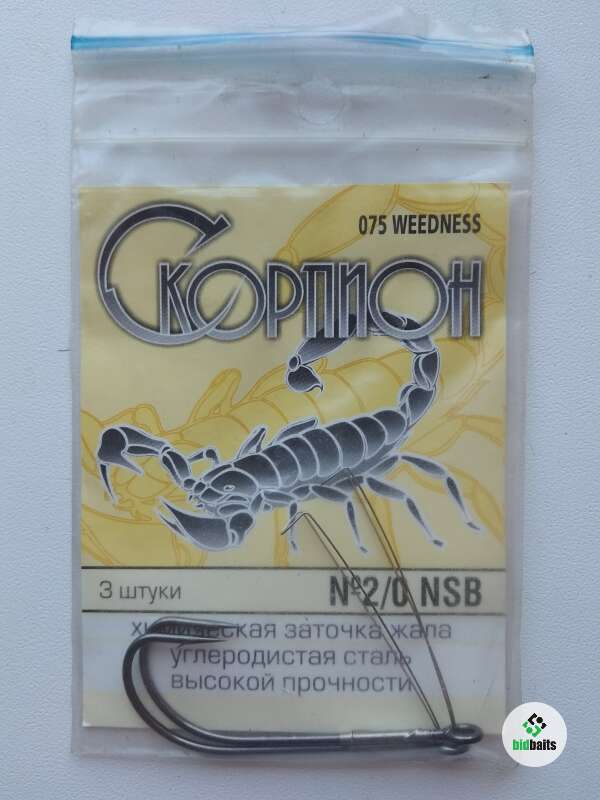 075 WEEDNESS
Скорпион
3 штуки
№2/0 NSB
химическая заточка жала
углеродистая сталь
высокой прочности
bidbaits